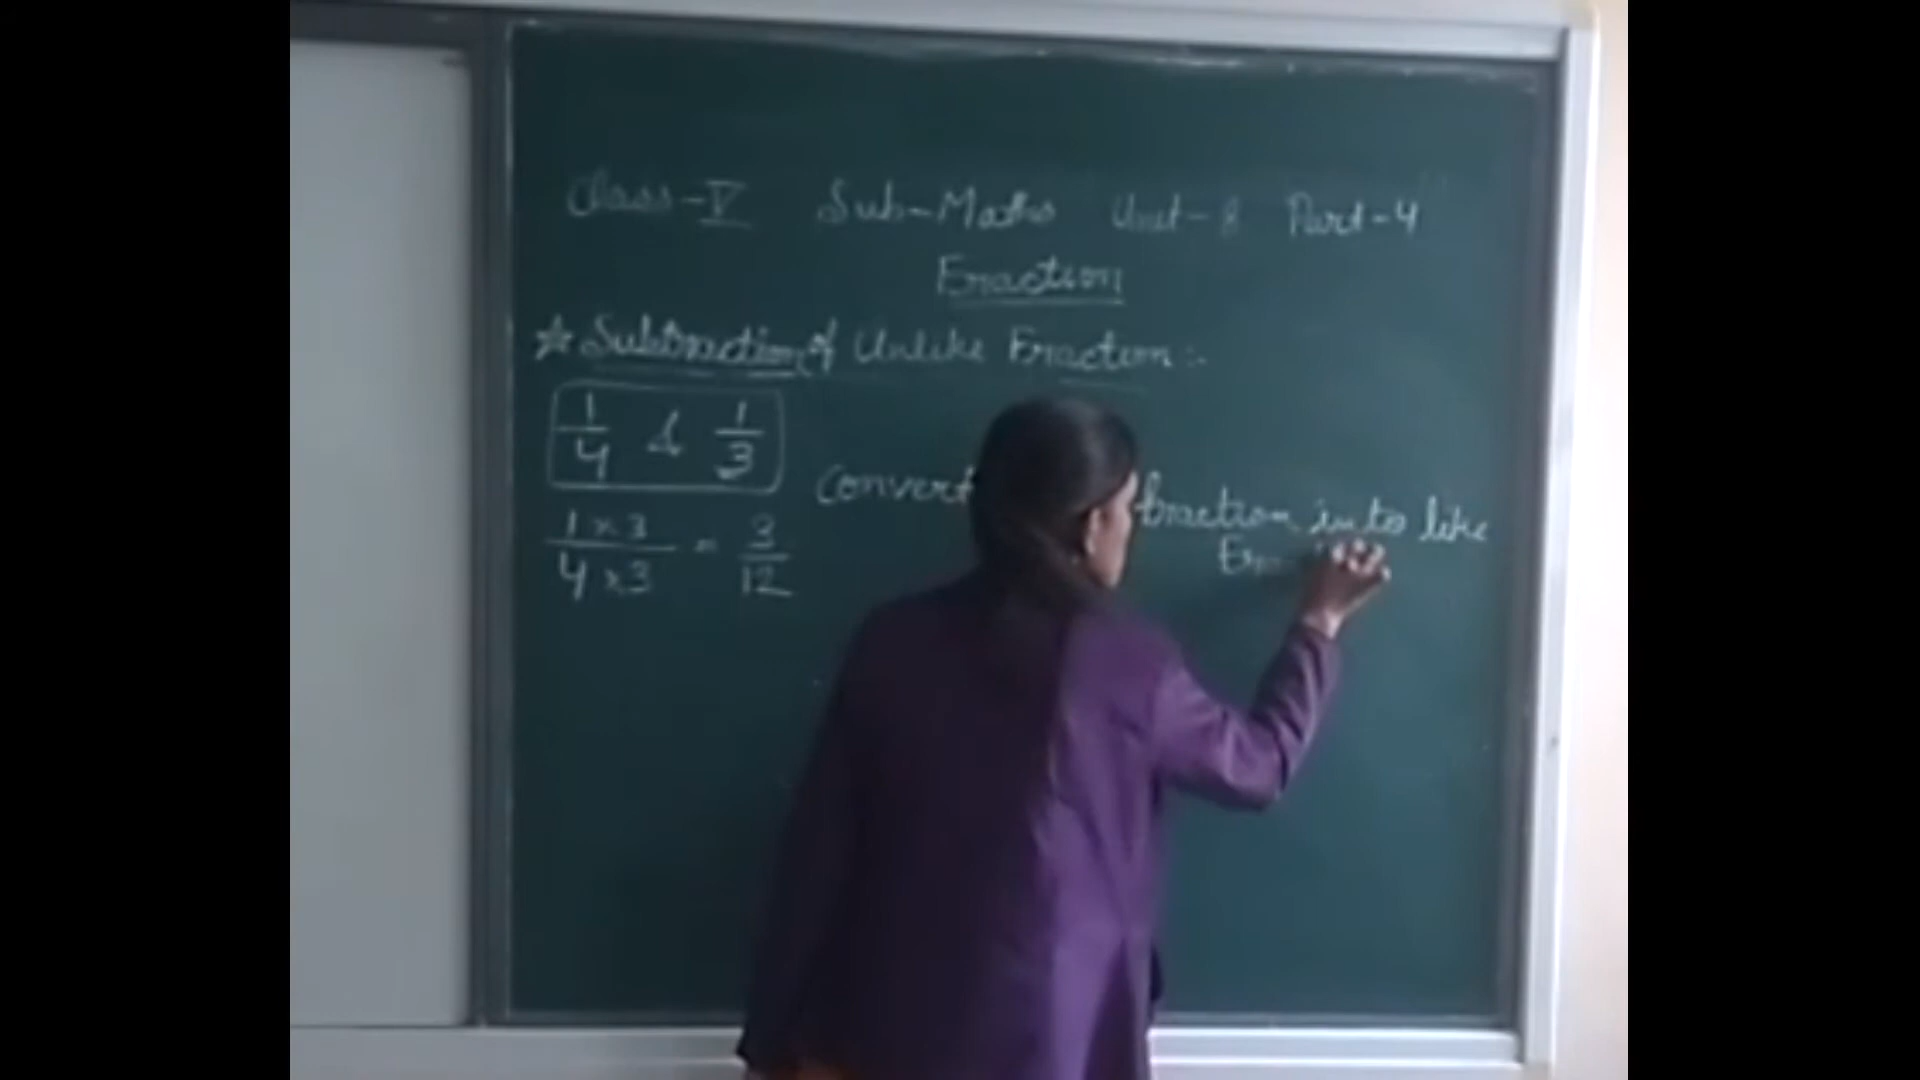 Class-V Sub-Maths Unit-8 Part-4
Fraction
☆ Subtraction of Unlike Fraction :-
1/4 & 1/3
Convert fraction into like
1×3/4×3 = 3/12